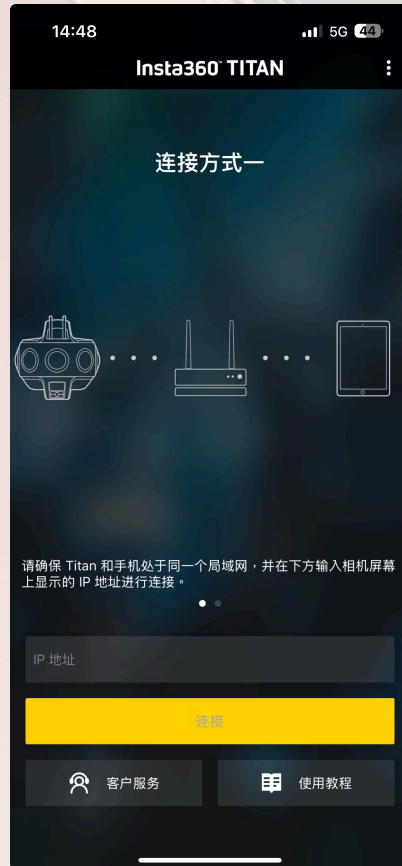 14:48
5G 44
Insta360 TITAN
连接方式一
请确保 Titan 和手机处于同一个局域网,并在下方输入相机屏幕
上显示的 IP 地址进行连接。
IP 地址
连接
客户服务
使用教程